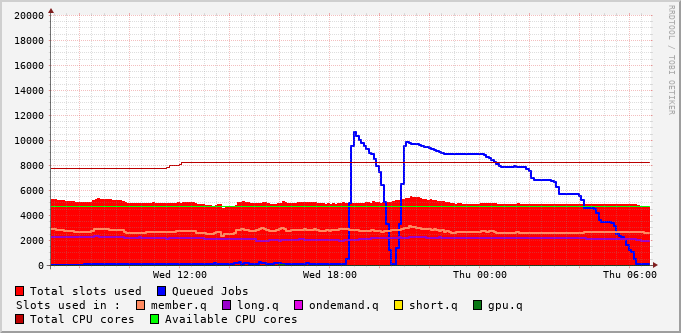 20000
18000
16000
14000
12000
10000
8000
6000
4000
2000
0
Wed 12:00 Wed 18:00 Thu 00:00 Thu 06:00
Total slots used Queued Jobs
Slots used in : member.q long.q ondemand.q short.q gpu.q
Total CPU cores Available CPU cores
RRDTOOL / TOBI OETIKER